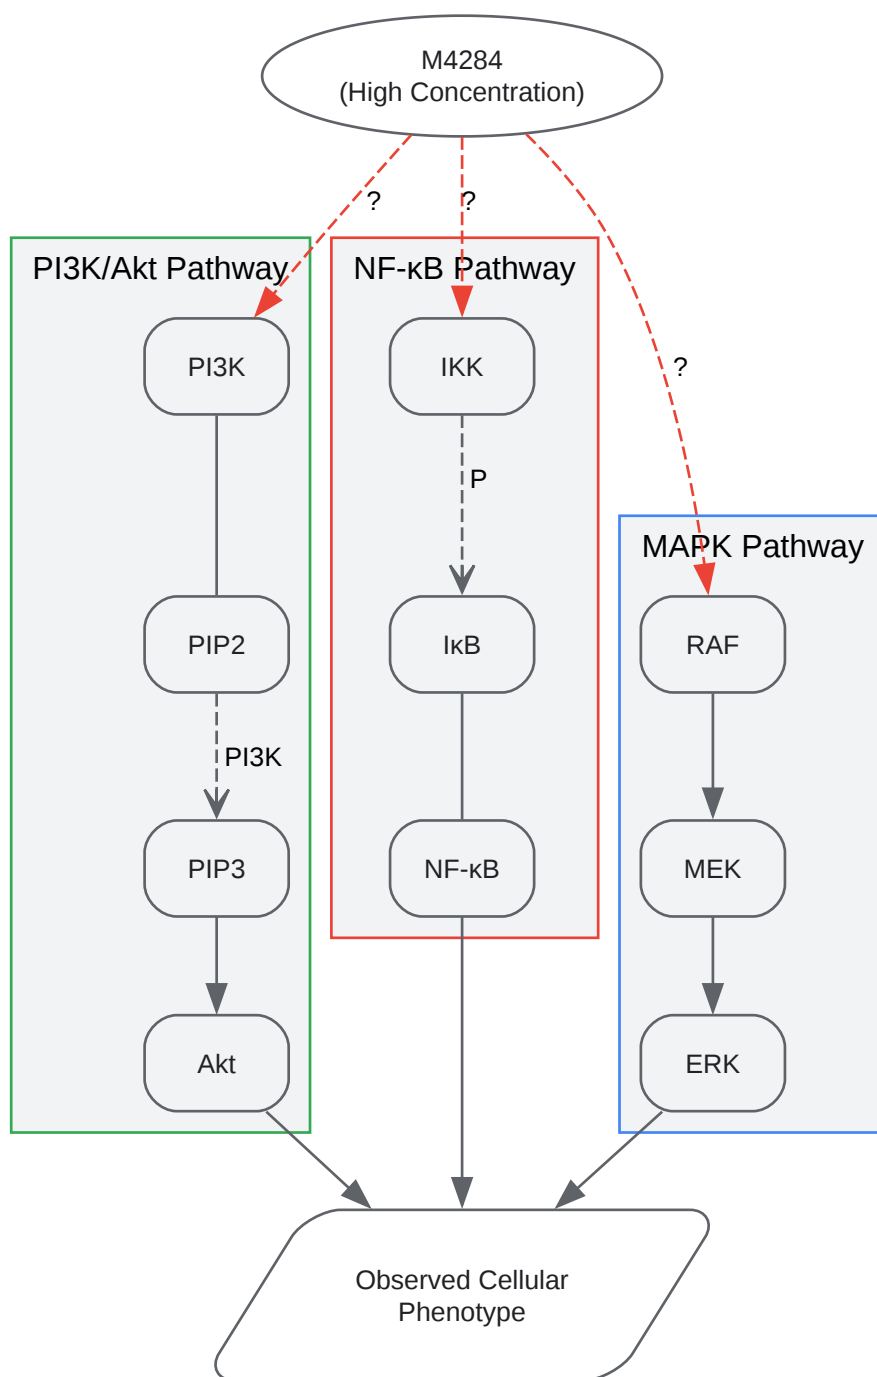 M4284
(High Concentration)
?
?
PI3K/Akt Pathway
NF-κB Pathway
PI3K
IKK
?
P
MAPK Pathway
PIP2
IκB
RAF
PI3K
PIP3
NF-κB
MEK
Akt
ERK
Observed Cellular
Phenotype